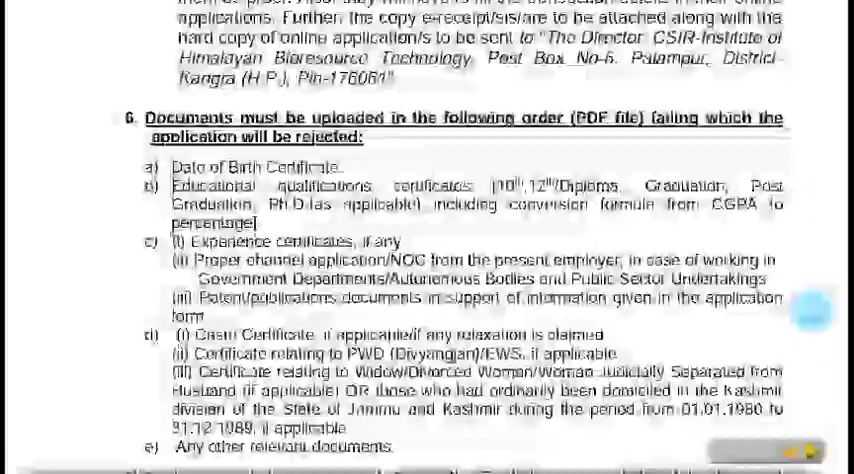 applications. Further, the copy e-receipt/s is/are to be attached along with the
hard copy of online application/s to be sent to "The Director, CSIR-Institute of
Himalayan Bioresource Technology, Post Box No-6, Palampur, District-
Kangra (H.P.), Pin-176061"
6. Documents must be uploaded in the following order (PDF file) failing which the
application will be rejected:
a) Date of Birth Certificate.
b) Educational qualifications certificates [10th,12th/Diploma, Graduation, Post
Graduation, Ph.D (as applicable) including conversion formula from CGPA to
percentage]
c) (i) Experience certificates, if any
(ii) Proper channel application/NOC from the present employer, in case of working in
Government Departments/Autonomous Bodies and Public Sector Undertakings
(iii) Patent/publications documents in support of information given in the application
form
d) (i) Caste Certificate, if applicable/if any relaxation is claimed
(ii) Certificate relating to PWD (Divyangjan)/EWS, if applicable
(iii) Certificate relating to Widow/Divorced Woman/Woman Judicially Separated from
Husband (if applicable) OR those who had ordinarily been domiciled in the Kashmir
division of the State of Jammu and Kashmir during the period from 01.01.1980 to
31.12.1989, if applicable
e) Any other relevant documents.